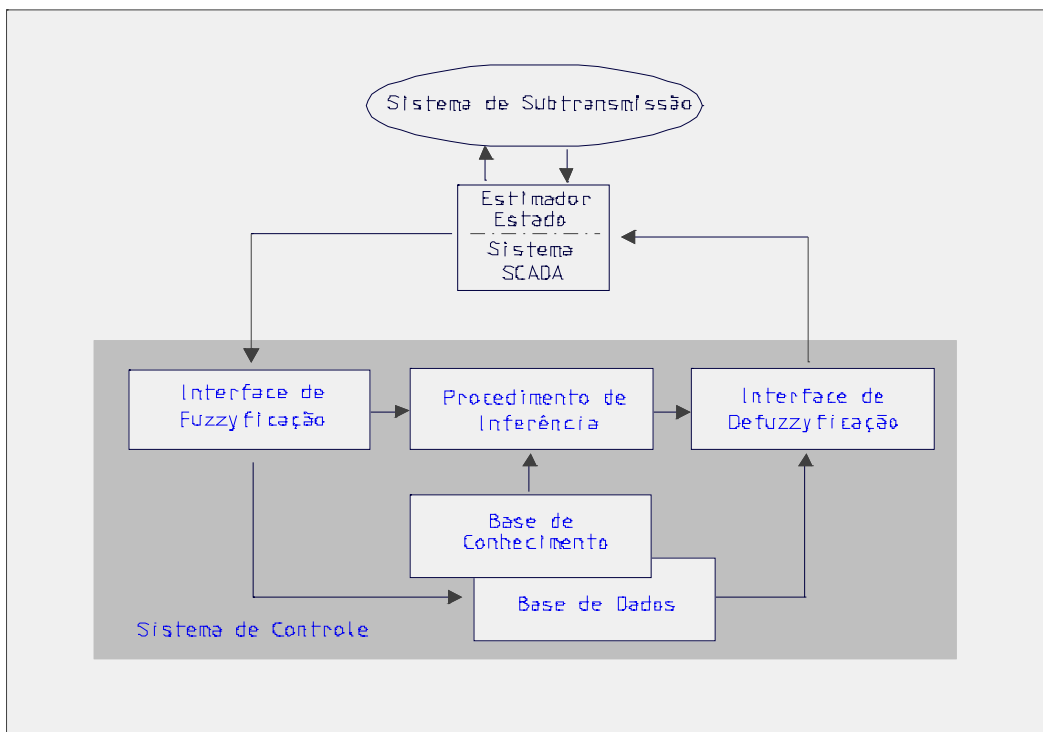 Sistema de Subtransmissão
Estimador
Estado
Sistema
SCADA
Interface de
Fuzzyficação
Procedimento de
Inferência
Interface de
Defuzzyficação
Base de
Conhecimento
Base de Dados
Sistema de Controle